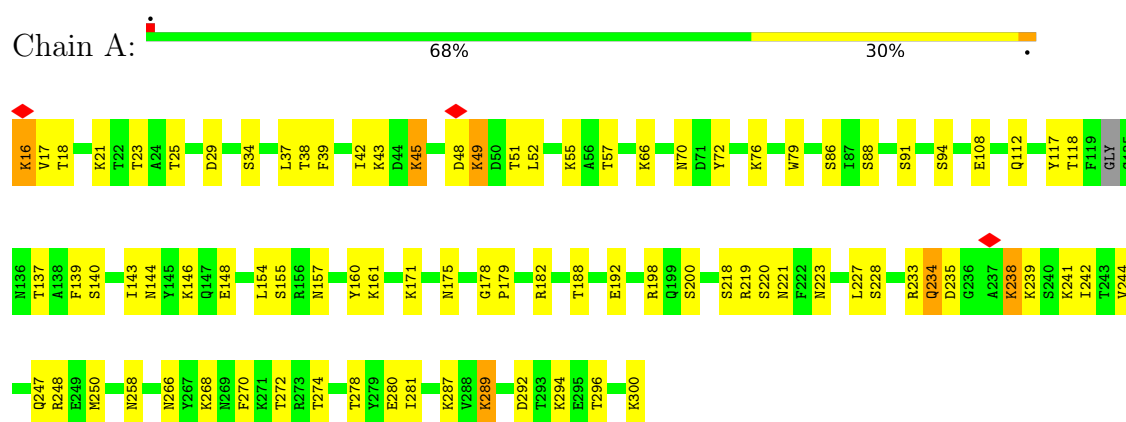 Chain A:
68% 30%
K16 V17 T18 K21 T22 T23 A24 T25 D29 S34 L37 T38 F39 I42 K43 D44 K45 D48 K49 D50 T51 L52 K55 A56 T57 K66 N70 D71 Y72 K76 W79 S86 I87 S88 S91 S94 E108 Q112 Y117 T118 F119 GLY
N136 T137 A138 F139 S140 I143 N144 Y145 K146 Q147 E148 L154 S155 R156 N157 Y160 K161 K171 N175 G178 P179 R182 T188 E192 R198 Q199 S200 S218 R219 S220 N221 F222 N223 L227 S228 R233 Q234 D235 G236 A237 K238 K239 S240 K241 I242 T243 V244
Q247 R248 E249 M250 N258 N266 Y267 K268 N269 F270 K271 T272 R273 T274 T278 Y279 E280 I281 K287 V288 K289 D292 T293 K294 E295 T296 K300